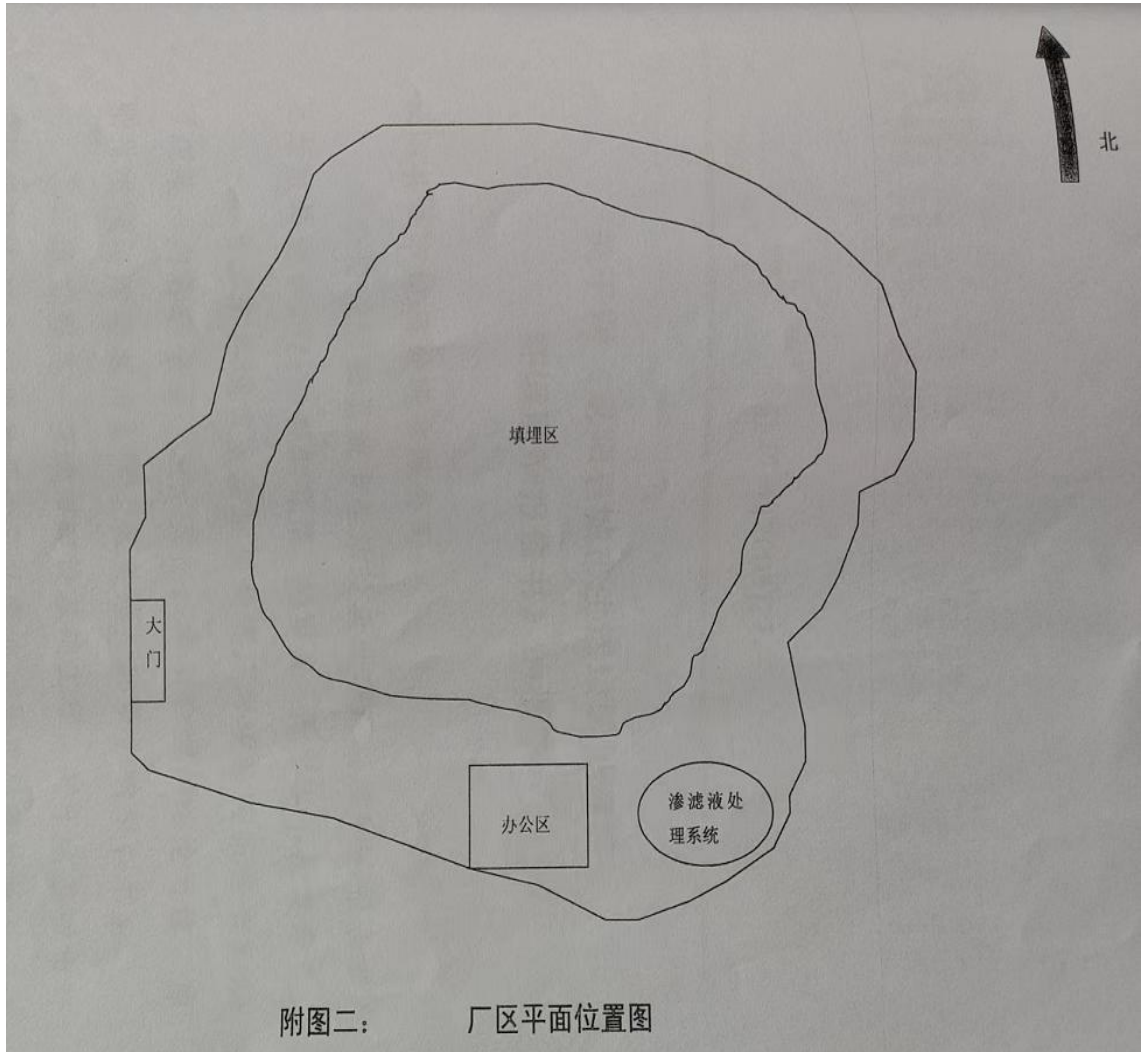 北
填埋区
大
门
办公区
渗滤液处
理系统
附图二： 厂区平面位置图